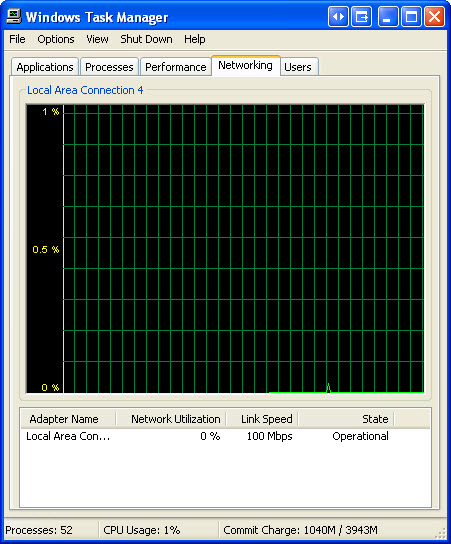 Windows Task Manager
File Options View Shut Down Help
Applications Processes Performance Networking Users
Local Area Connection 4
1 %
0.5 %
0 %
Adapter Name Network Utilization Link Speed State
Local Area Con... 0 % 100 Mbps Operational
Processes: 52 CPU Usage: 1% Commit Charge: 1040M / 3943M